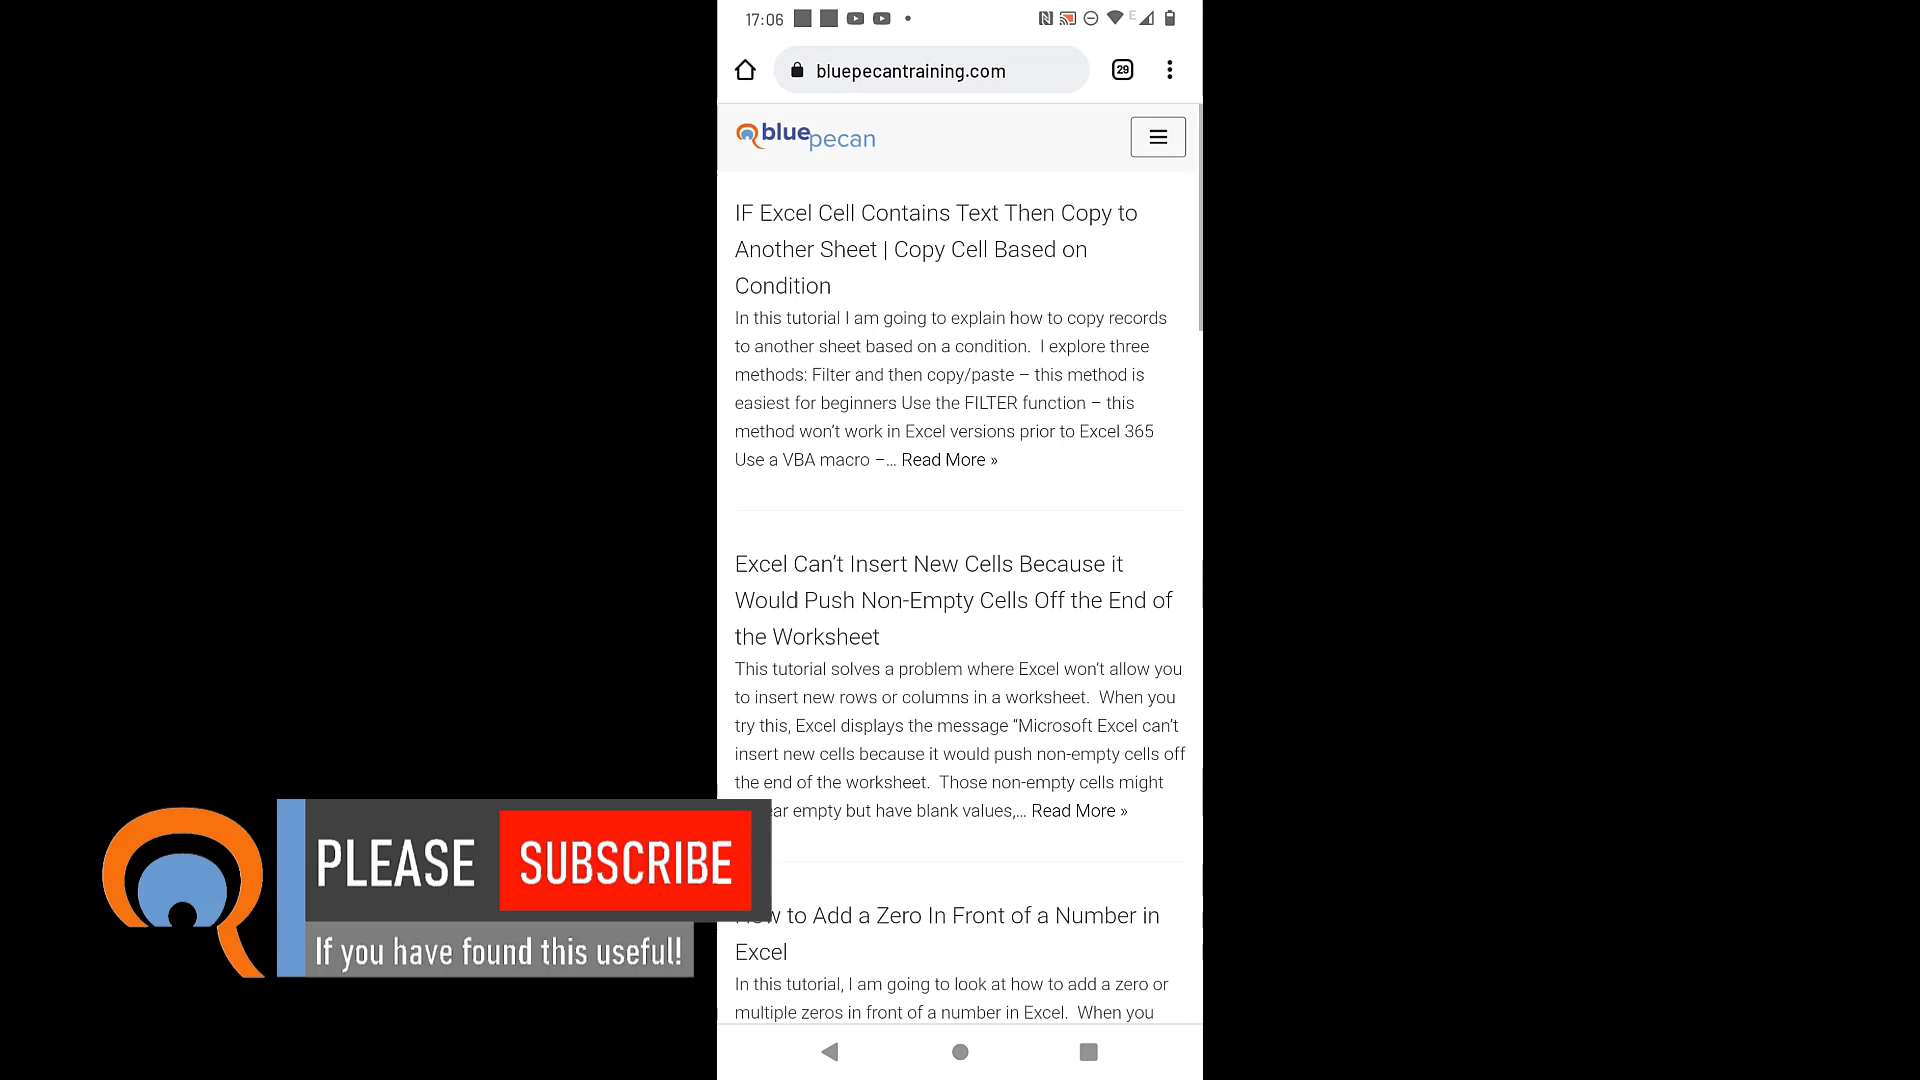 17:06
E
bluepecantraining.com
29
bluepecan
IF Excel Cell Contains Text Then Copy to
Another Sheet | Copy Cell Based on
Condition
In this tutorial I am going to explain how to copy records
to another sheet based on a condition.  I explore three
methods: Filter and then copy/paste – this method is
easiest for beginners Use the FILTER function – this
method won’t work in Excel versions prior to Excel 365
Use a VBA macro –... Read More »
Excel Can’t Insert New Cells Because it
Would Push Non-Empty Cells Off the End of
the Worksheet
This tutorial solves a problem where Excel won’t allow you
to insert new rows or columns in a worksheet.  When you
try this, Excel displays the message “Microsoft Excel can’t
insert new cells because it would push non-empty cells off
the end of the worksheet.  Those non-empty cells might
ear empty but have blank values,... Read More »
to Add a Zero In Front of a Number in
Excel
In this tutorial, I am going to look at how to add a zero or
multiple zeros in front of a number in Excel.  When you
PLEASE SUBSCRIBE
If you have found this useful!